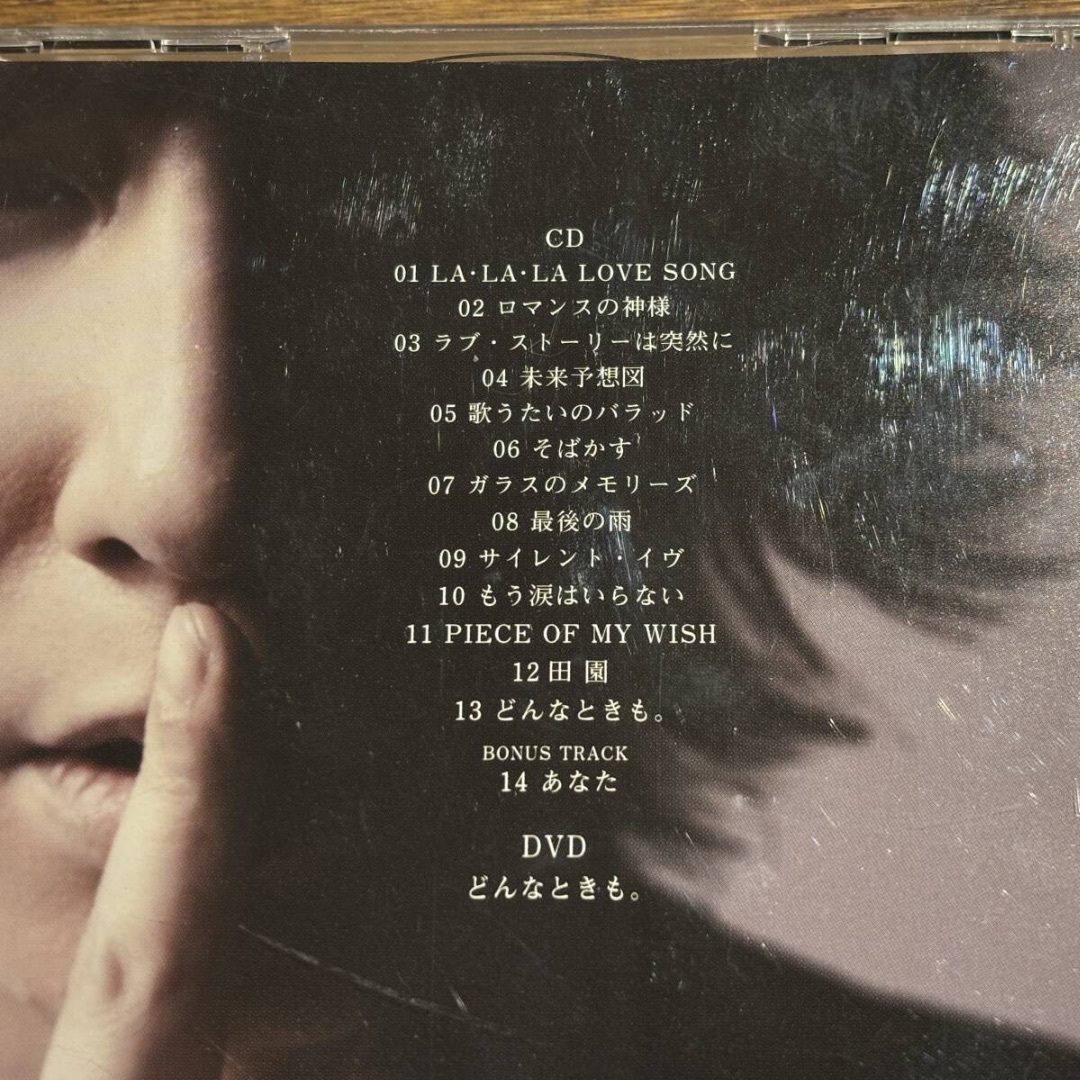 CD
01 LA・LA・LA LOVE SONG
02 ロマンスの神様
03 ラブ・ストーリーは突然に
04 未来予想図
05 歌うたいのバラッド
06 そばかす
07 ガラスのメモリーズ
08 最後の雨
09 サイレント・イヴ
10 もう涙はいらない
11 PIECE OF MY WISH
12 田 園
13 どんなときも。
BONUS TRACK
14 あなた
DVD
どんなときも。